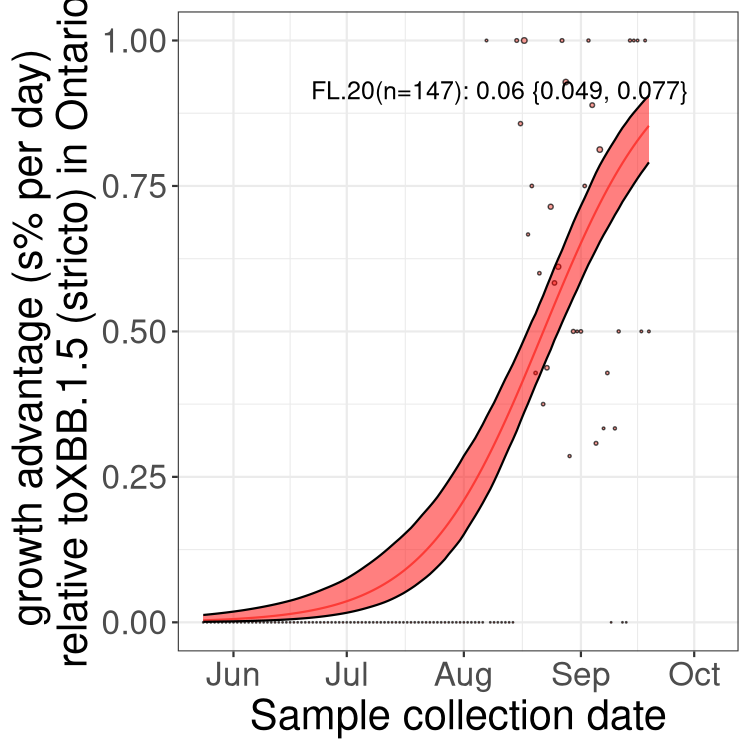 growth advantage (s% per day)
relative toXBB.1.5 (stricto) in Ontario
1.00
0.75
0.50
0.25
0.00
FL.20(n=147): 0.06 {0.049, 0.077}
Jun Jul Aug Sep Oct
Sample collection date